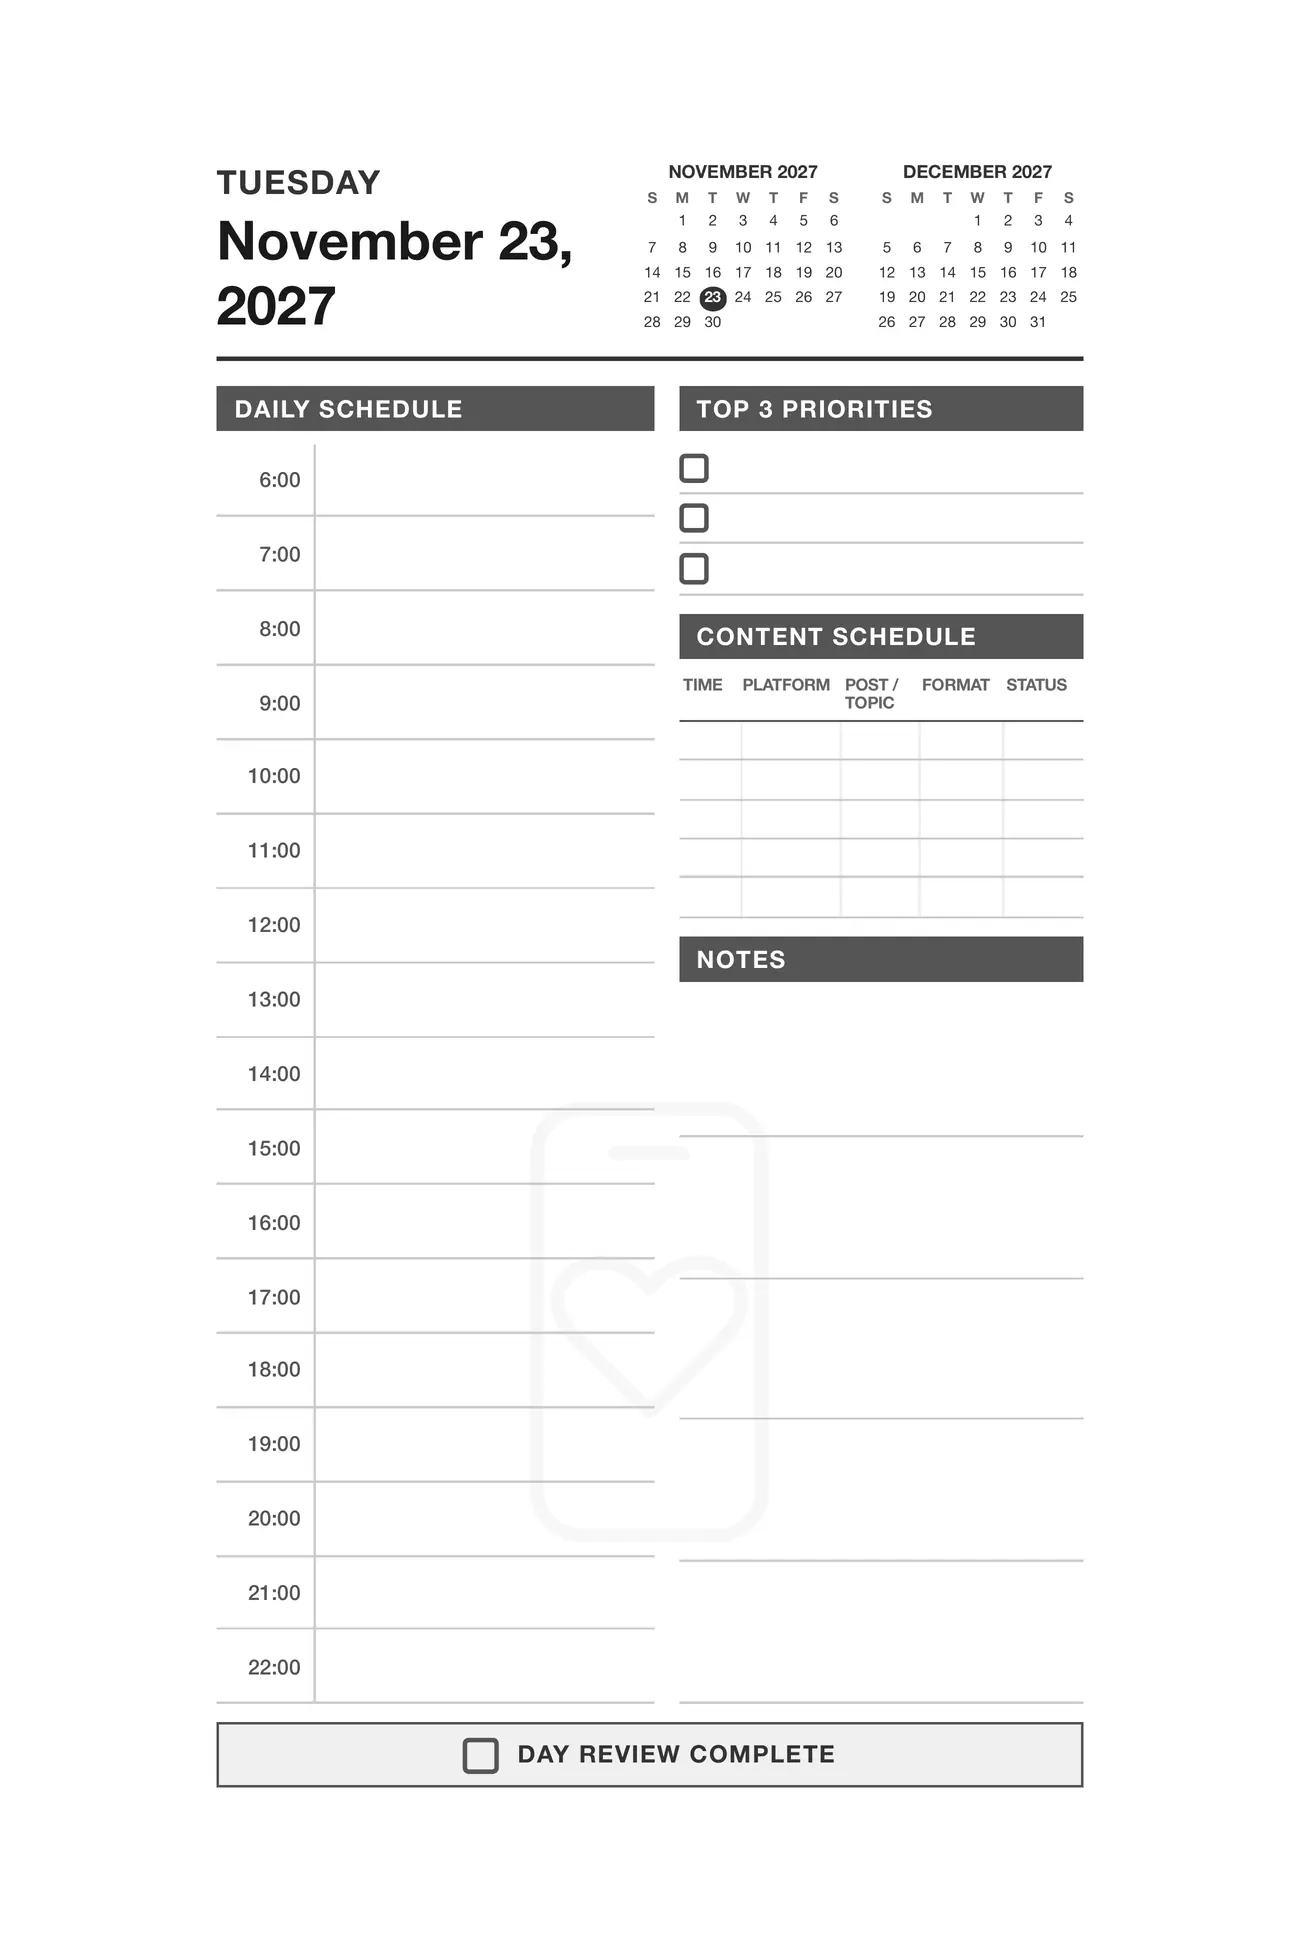 TUESDAY
November 23,
2027
NOVEMBER 2027
S M T W T F S
1 2 3 4 5 6
7 8 9 10 11 12 13
14 15 16 17 18 19 20
21 22 23 24 25 26 27
28 29 30
DECEMBER 2027
S M T W T F S
1 2 3 4
5 6 7 8 9 10 11
12 13 14 15 16 17 18
19 20 21 22 23 24 25
26 27 28 29 30 31
DAILY SCHEDULE
6:00
7:00
8:00
9:00
10:00
11:00
12:00
13:00
14:00
15:00
16:00
17:00
18:00
19:00
20:00
21:00
22:00
TOP 3 PRIORITIES
CONTENT SCHEDULE
TIME PLATFORM POST / FORMAT STATUS
TOPIC
NOTES
DAY REVIEW COMPLETE